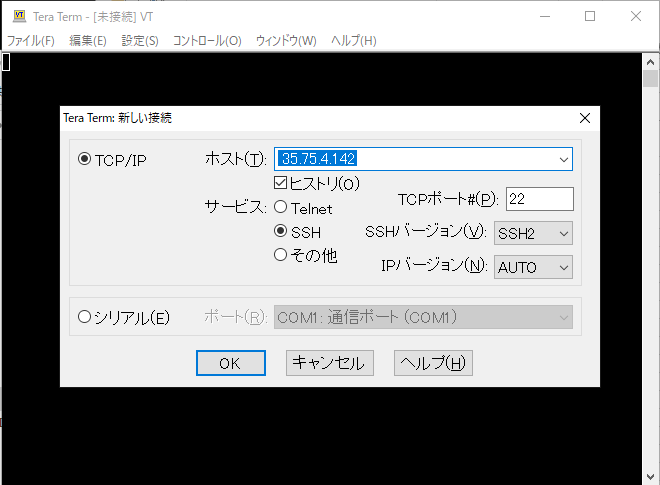 Tera Term - [未接続] VT
ファイル(F) 編集(E) 設定(S) コントロール(O) ウィンドウ(W) ヘルプ(H)
Tera Term: 新しい接続
TCP/IP
ホスト(T): 35.75.4.142
ヒストリ(O)
サービス: Telnet
TCPポート#(P): 22
SSH
SSHバージョン(V): SSH2
その他
IPバージョン(N): AUTO
シリアル(E)
ポート(R): COM1: 通信ポート (COM1)
OK キャンセル ヘルプ(H)